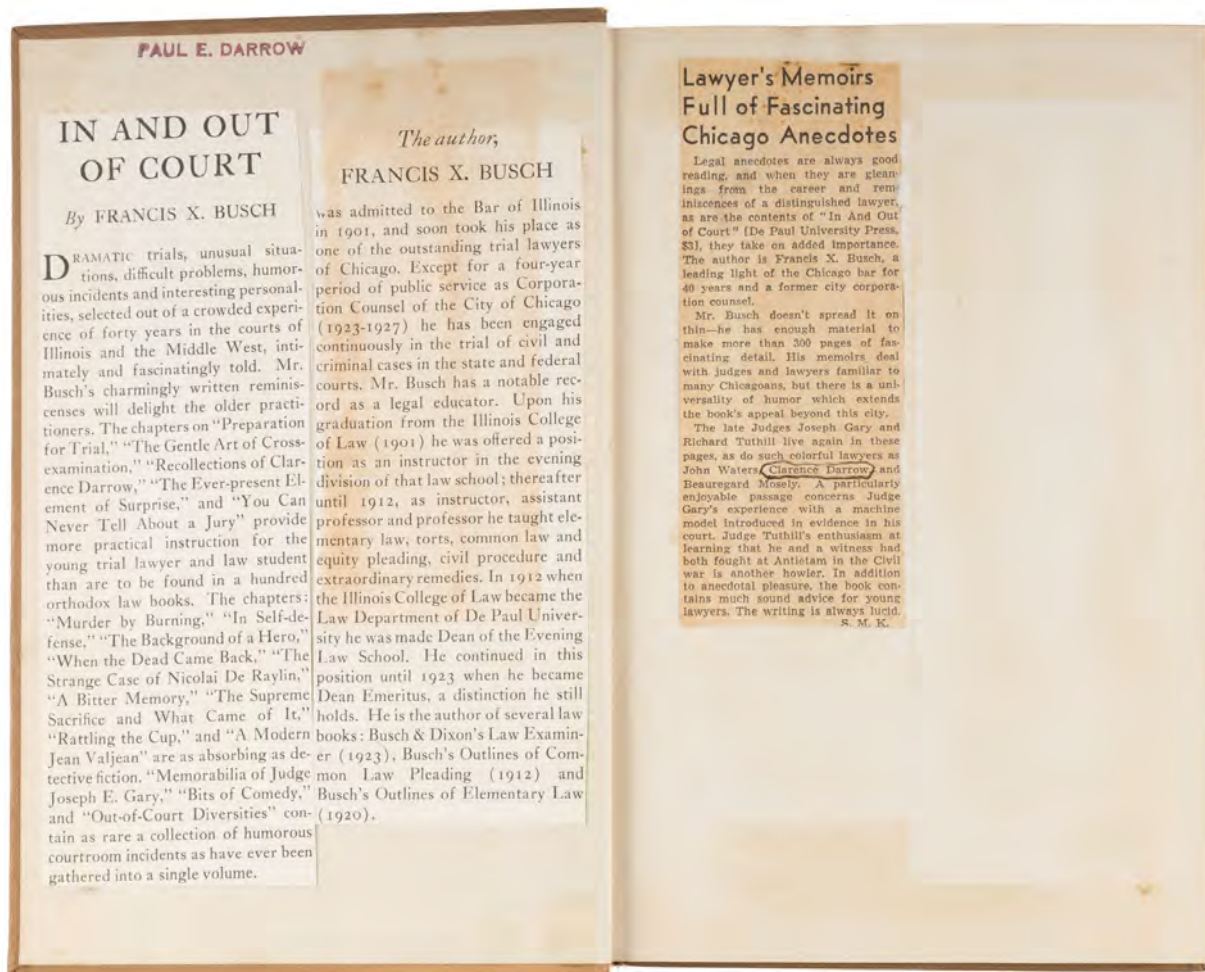 PAUL E. DARROW
IN AND OUT
OF COURT
By FRANCIS X. BUSCH
DRAMATIC trials, unusual situa-
tions, difficult problems, humor-
ous incidents and interesting personal-
ities, selected out of a crowded experi-
ence of forty years in the courts of
Illinois and the Middle West, inti-
mately and fascinatingly told. Mr.
Busch's charmingly written reminis-
censes will delight the older practi-
tioners. The chapters on "Preparation
for Trial," "The Gentle Art of Cross-
examination," "Recollections of Clar-
ence Darrow," "The Ever-present El-
ement of Surprise," and "You Can
Never Tell About a Jury" provide
more practical instruction for the
young trial lawyer and law student
than are to be found in a hundred
orthodox law books. The chapters:
"Murder by Burning," "In Self-de-
fense," "The Background of a Hero,"
"When the Dead Came Back," "The
Strange Case of Nicolai De Raylin,"
"A Bitter Memory," "The Supreme
Sacrifice and What Came of It,"
"Rattling the Cup," and "A Modern
Jean Valjean" are as absorbing as de-
tective fiction. "Memorabilia of Judge
Joseph E. Gary," "Bits of Comedy,"
and "Out-of-Court Diversities" con-
tain as rare a collection of humorous
courtroom incidents as have ever been
gathered into a single volume.
The author,
FRANCIS X. BUSCH
was admitted to the Bar of Illinois
in 1901, and soon took his place as
one of the outstanding trial lawyers
of Chicago. Except for a four-year
period of public service as Corpora-
tion Counsel of the City of Chicago
(1923-1927) he has been engaged
continuously in the trial of civil and
criminal cases in the state and federal
courts. Mr. Busch has a notable rec-
ord as a legal educator. Upon his
graduation from the Illinois College
of Law (1901) he was offered a posi-
tion as an instructor in the evening
division of that law school; thereafter
until 1912, as instructor, assistant
professor and professor he taught ele-
mentary law, torts, common law and
equity pleading, civil procedure and
extraordinary remedies. In 1912 when
the Illinois College of Law became the
Law Department of De Paul Univer-
sity he was made Dean of the Evening
Law School. He continued in this
position until 1923 when he became
Dean Emeritus, a distinction he still
holds. He is the author of several law
books: Busch & Dixon's Law Examin-
er (1923), Busch's Outlines of Com-
mon Law Pleading (1912) and
Busch's Outlines of Elementary Law
(1920).
Lawyer's Memoirs
Full of Fascinating
Chicago Anecdotes
Legal anecdotes are always good
reading, and when they are glean-
ings from the career and rem-
iniscences of a distinguished lawyer,
as are the contents of "In And Out
of Court" [De Paul University Press,
$3], they take on added importance.
The author is Francis X. Busch, a
leading light of the Chicago bar for
40 years and a former city corpora-
tion counsel.
Mr. Busch doesn't spread it on
thin—he has enough material to
make more than 300 pages of fas-
cinating detail. His memoirs deal
with judges and lawyers familiar to
many Chicagoans, but there is a uni-
versality of humor which extends
the book's appeal beyond this city.
The late Judges Joseph Gary and
Richard Tuthill live again in these
pages, as do such colorful lawyers as
John Waters, Clarence Darrow and
Beauregard Mosely. A particularly
enjoyable passage concerns Judge
Gary's experience with a machine
model introduced in evidence in his
court. Judge Tuthill's enthusiasm at
learning that he and a witness had
both fought at Antietam in the Civil
war is another howler. In addition
to anecdotal pleasure, the book con-
tains much sound advice for young
lawyers. The writing is always lucid.
S. M. K.